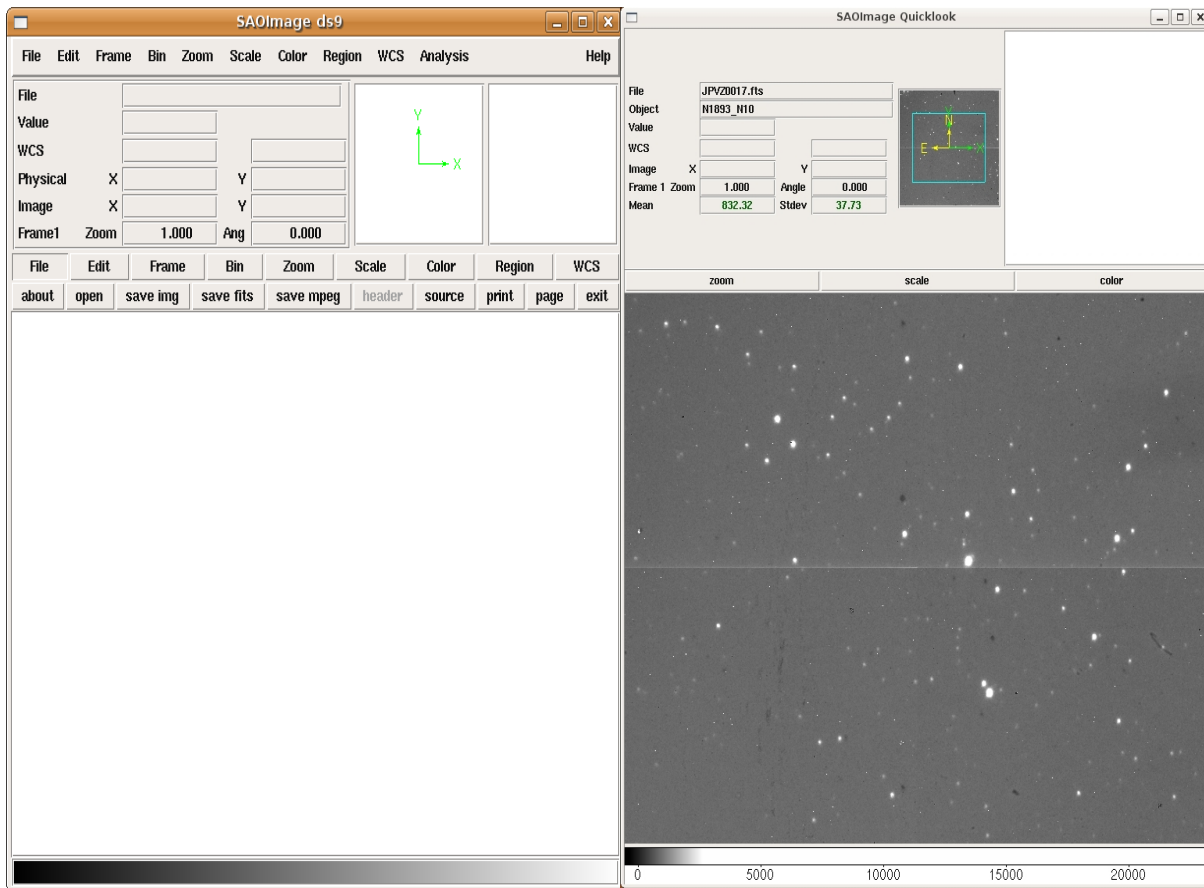 SAOImage ds9
File Edit Frame Bin Zoom Scale Color Region WCS Analysis Help
File
Value
WCS
Physical X Y
Image X Y
Frame1 Zoom 1.000 Ang 0.000
Y
X
File Edit Frame Bin Zoom Scale Color Region WCS
about open save img save fits save mpeg header source print page exit
SAOImage Quicklook
File JPVZ0017.fts
Object N1893_N10
Value
WCS
Image X Y
Frame 1 Zoom 1.000 Angle 0.000
Mean 832.32 Stdev 37.73
Y
N
E X
zoom scale color
0 5000 10000 15000 20000